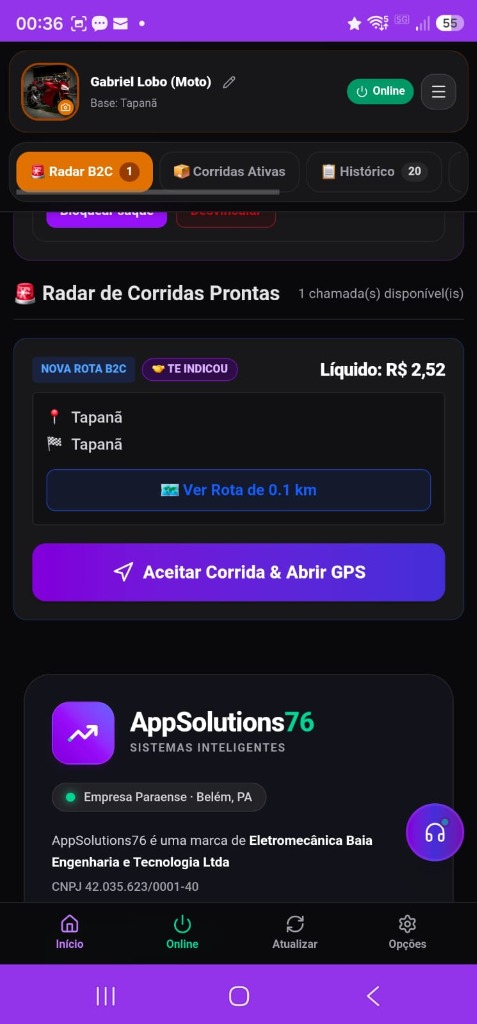 00:36
5G
55
Gabriel Lobo (Moto)
Base: Tapanã
Online
Radar B2C 1
Corridas Ativas
Histórico 20
Bloquear saque
Desvincular
Radar de Corridas Prontas
1 chamada(s) disponível(is)
NOVA ROTA B2C
TE INDICOU
Líquido: R$ 2,52
Tapanã
Tapanã
Ver Rota de 0.1 km
Aceitar Corrida & Abrir GPS
AppSolutions76
SISTEMAS INTELIGENTES
Empresa Paraense · Belém, PA
AppSolutions76 é uma marca de Eletromecânica Baia
Engenharia e Tecnologia Ltda
CNPJ 42.035.623/0001-40
Início
Online
Atualizar
Opções